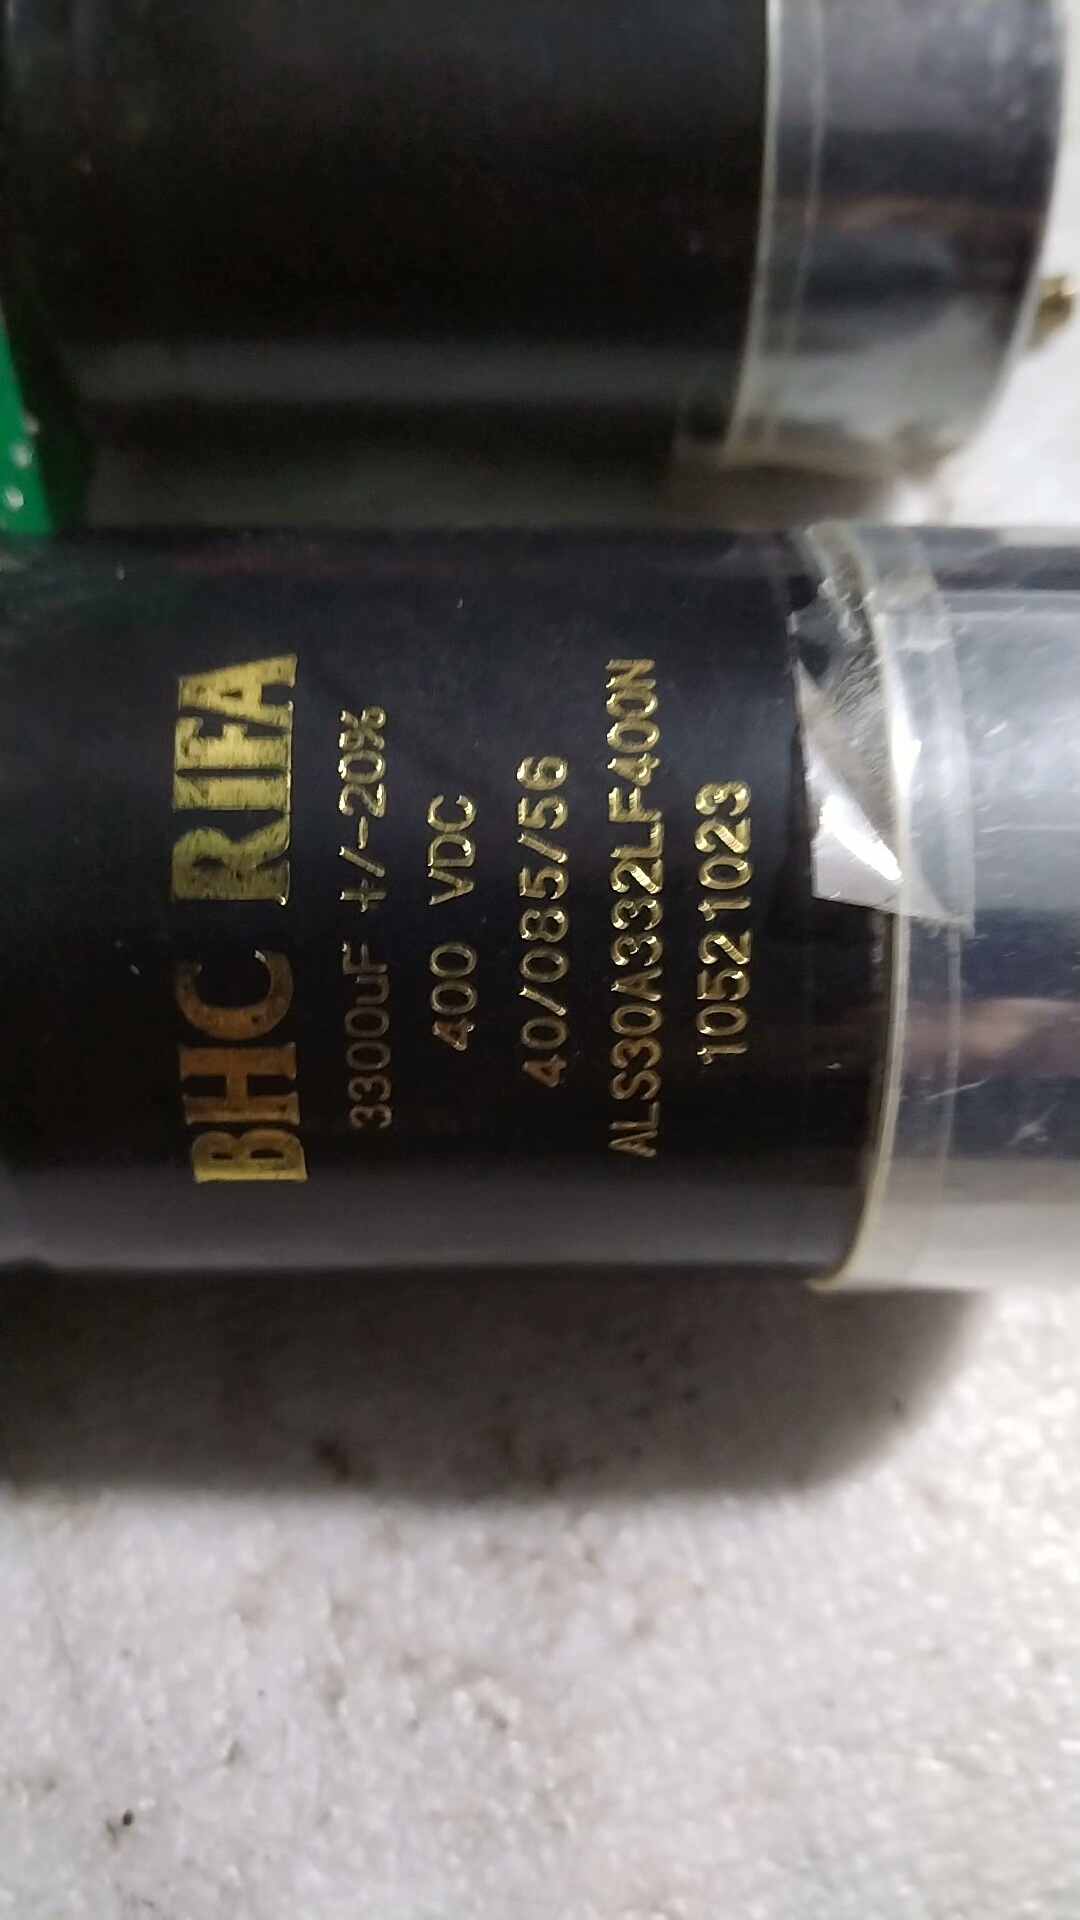 BHC RIFA
3300uF +/-20%
400 VDC
40/085/56
ALS30A332LF400N
10521023